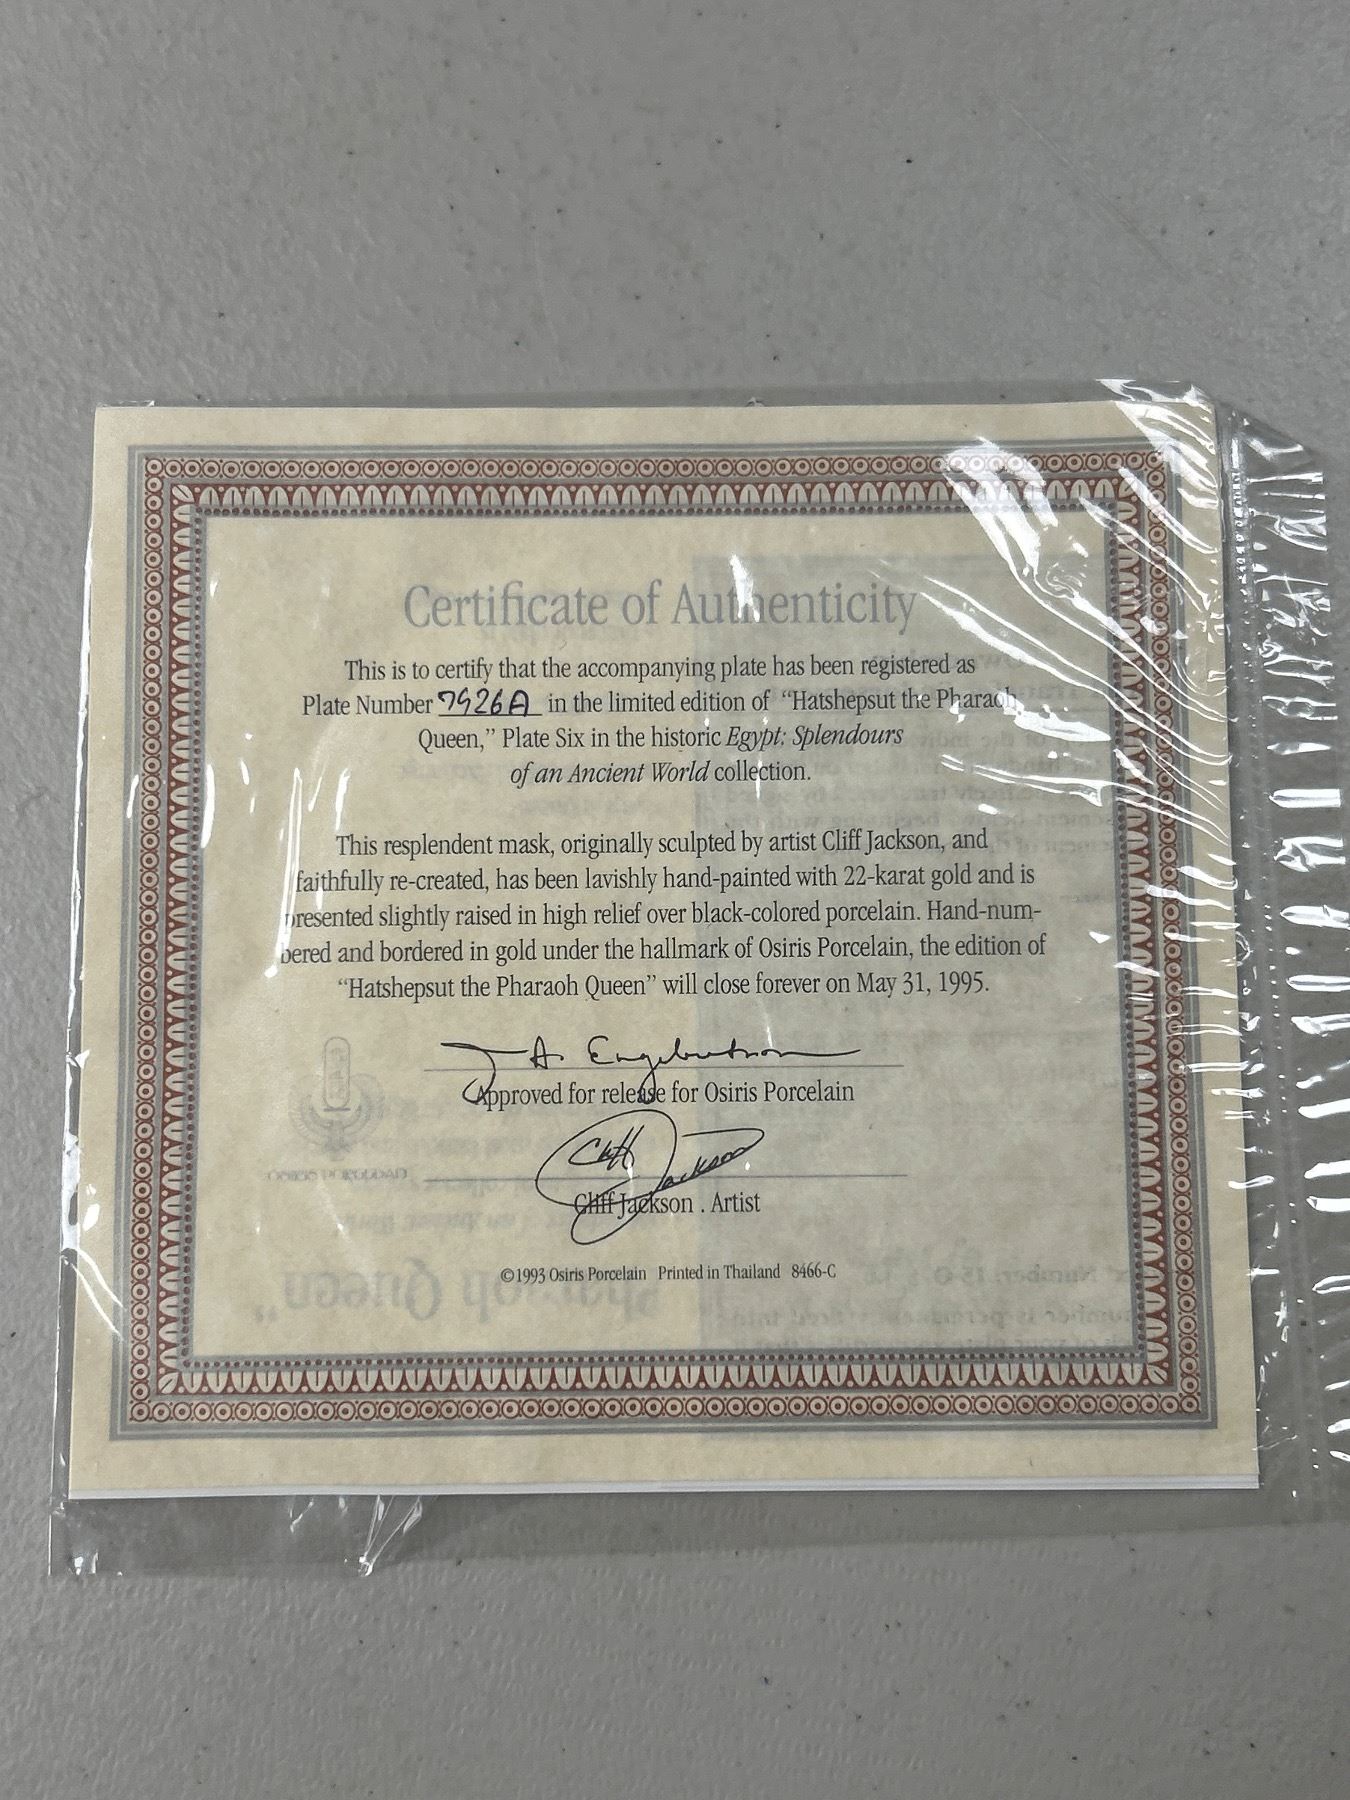 Certificate of Authenticity
This is to certify that the accompanying plate has been registered as
Plate Number 7926A in the limited edition of "Hatshepsut the Pharaoh
Queen," Plate Six in the historic Egypt: Splendours
of an Ancient World collection.
This resplendent mask, originally sculpted by artist Cliff Jackson, and
faithfully re-created, has been lavishly hand-painted with 22-karat gold and is
presented slightly raised in high relief over black-colored porcelain. Hand-num-
bered and bordered in gold under the hallmark of Osiris Porcelain, the edition of
"Hatshepsut the Pharaoh Queen" will close forever on May 31, 1995.
J A. Engebretson
Approved for release for Osiris Porcelain
Cliff Jackson
Cliff Jackson . Artist
©1993 Osiris Porcelain Printed in Thailand 8466-C